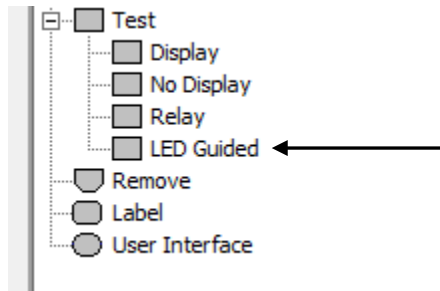 Test
Display
No Display
Relay
LED Guided
Remove
Label
User Interface